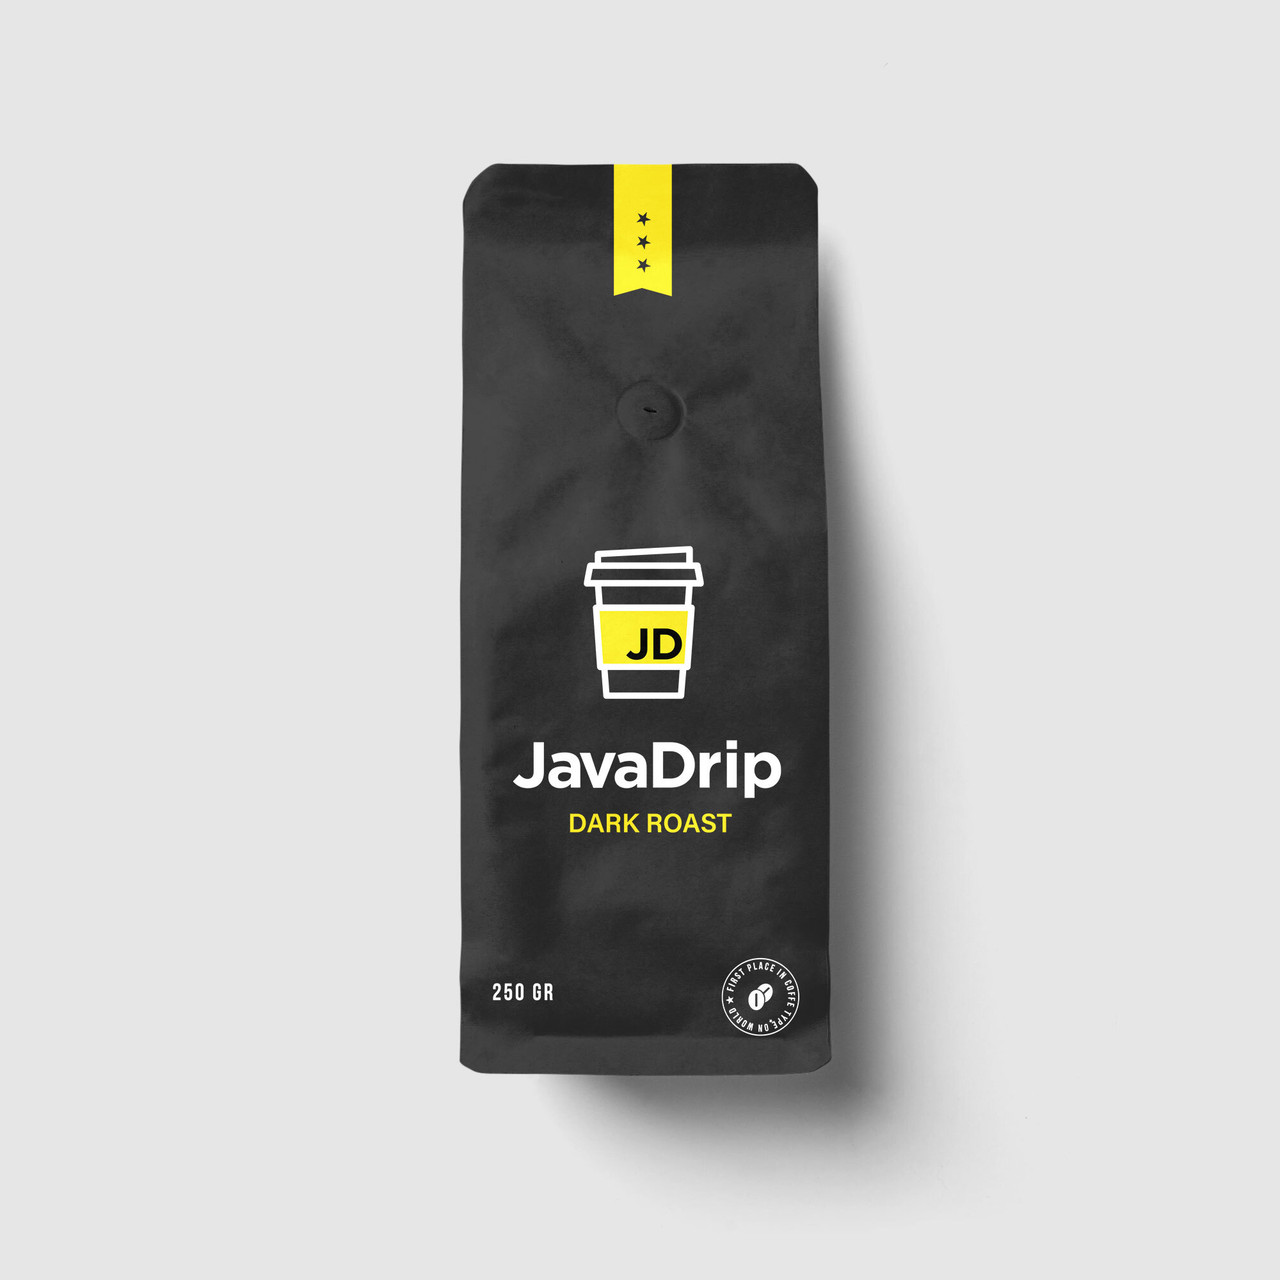 JD
JavaDrip
DARK ROAST
250 GR
★ FIRST PLACE IN COFFE TYPE ON WORLD